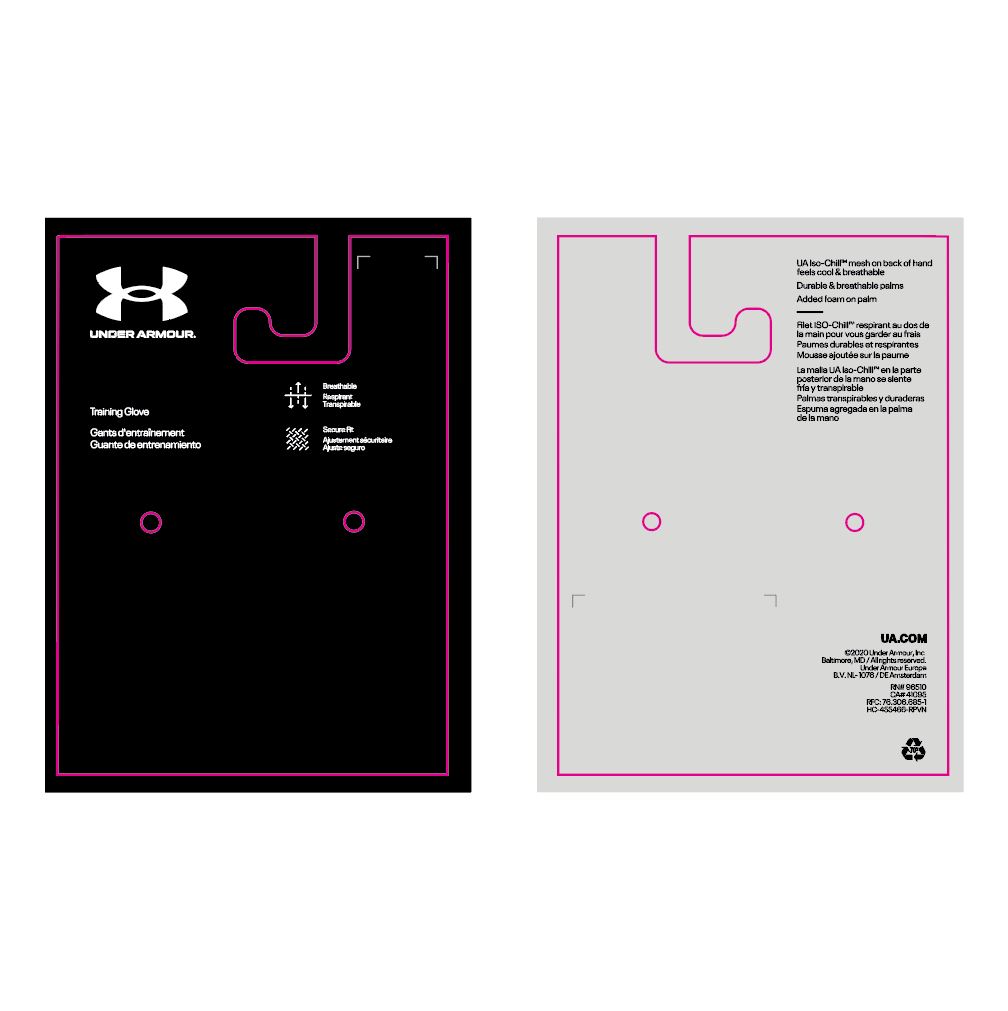 UNDER ARMOUR.
Training Glove
Gants d'entraînement
Guante de entrenamiento
Breathable
Respirant
Transpirable
Secure Fit
Ajustement sécuritaire
Ajuste seguro
UA Iso-Chill™ mesh on back of hand
feels cool & breathable
Durable & breathable palms
Added foam on palm
Filet ISO-Chill™ respirant au dos de
la main pour vous garder au frais
Paumes durables et respirantes
Mousse ajoutée sur la paume
La malla UA Iso-Chill™ en la parte
posterior de la mano se siente
fría y transpirable
Palmas transpirables y duraderas
Espuma agregada en la palma
de la mano
UA.COM
©2020 Under Armour, Inc.
Baltimore, MD / All rights reserved.
Under Armour Europe
B.V. NL-1076 / DE Amsterdam
RN# 96510
CA# 41095
RFC: 76.306.685-1
HC-455466-RPVN